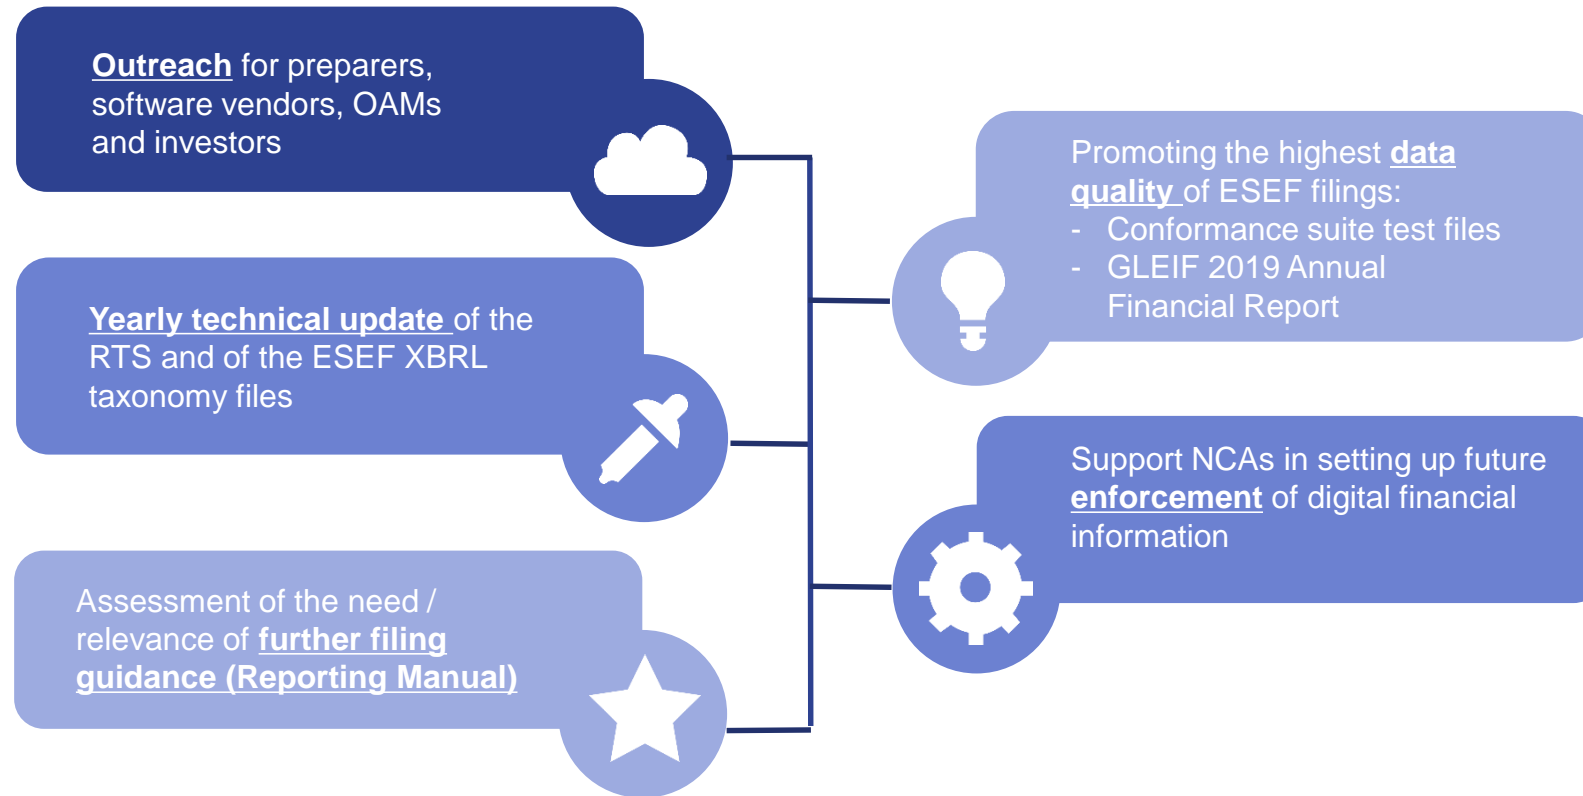 Outreach for preparers,
software vendors, OAMs
and investors
Yearly technical update of the
RTS and of the ESEF XBRL
taxonomy files
Assessment of the need /
relevance of further filing
guidance (Reporting Manual)
Promoting the highest data
quality of ESEF filings:
- Conformance suite test files
- GLEIF 2019 Annual
Financial Report
Support NCAs in setting up future
enforcement of digital financial
information